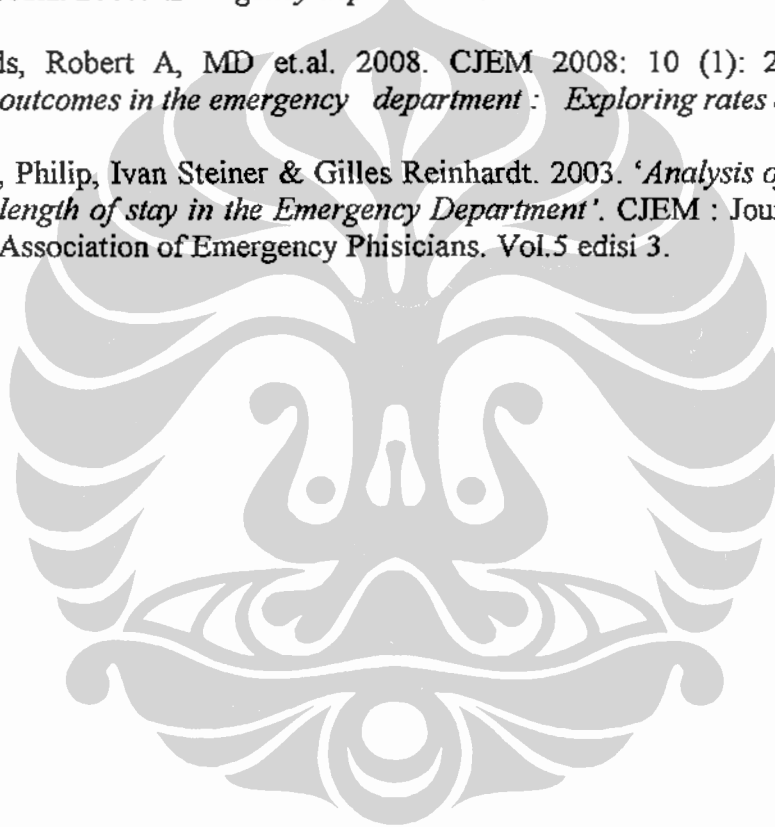 ls, Robert A, MD et.al. 2008. CJEM 2008: 10 (1): 2
outcomes in the emergency department : Exploring rates
, Philip, Ivan Steiner & Gilles Reinhardt. 2003. ‘Analysis o
length of stay in the Emergency Department’. CJEM : Jou
Association of Emergency Phisicians. Vol.5 edisi 3.